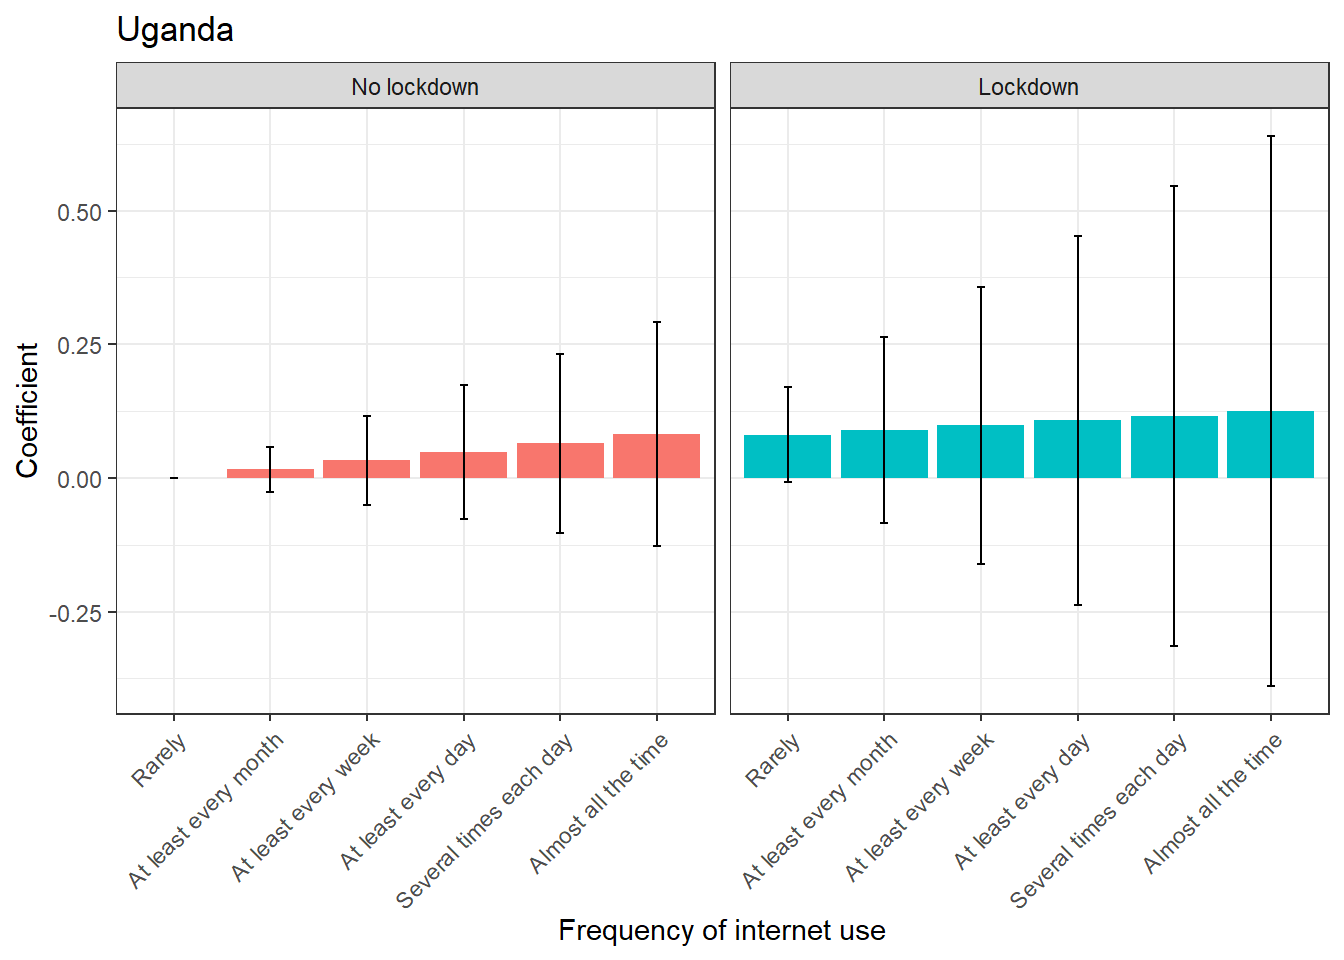 Uganda
No lockdown
Lockdown
Coefficient
0.50
0.25
0.00
-0.25
Rarely
At least every month
At least every week
At least every day
Several times each day
Almost all the time
Rarely
At least every month
At least every week
At least every day
Several times each day
Almost all the time
Frequency of internet use